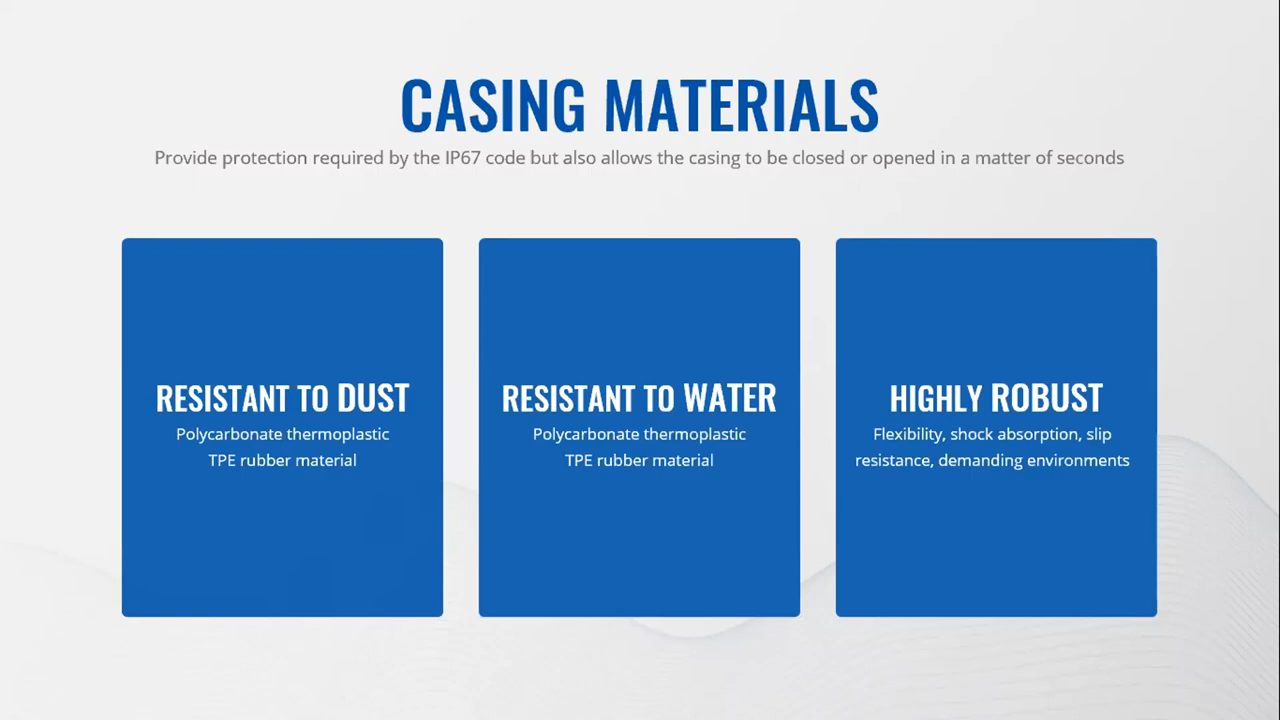 CASING MATERIALS
Provide protection required by the IP67 code but also allows the casing to be closed or opened in a matter of seconds
RESISTANT TO DUST
Polycarbonate thermoplastic
TPE rubber material
RESISTANT TO WATER
Polycarbonate thermoplastic
TPE rubber material
HIGHLY ROBUST
Flexibility, shock absorption, slip
resistance, demanding environments